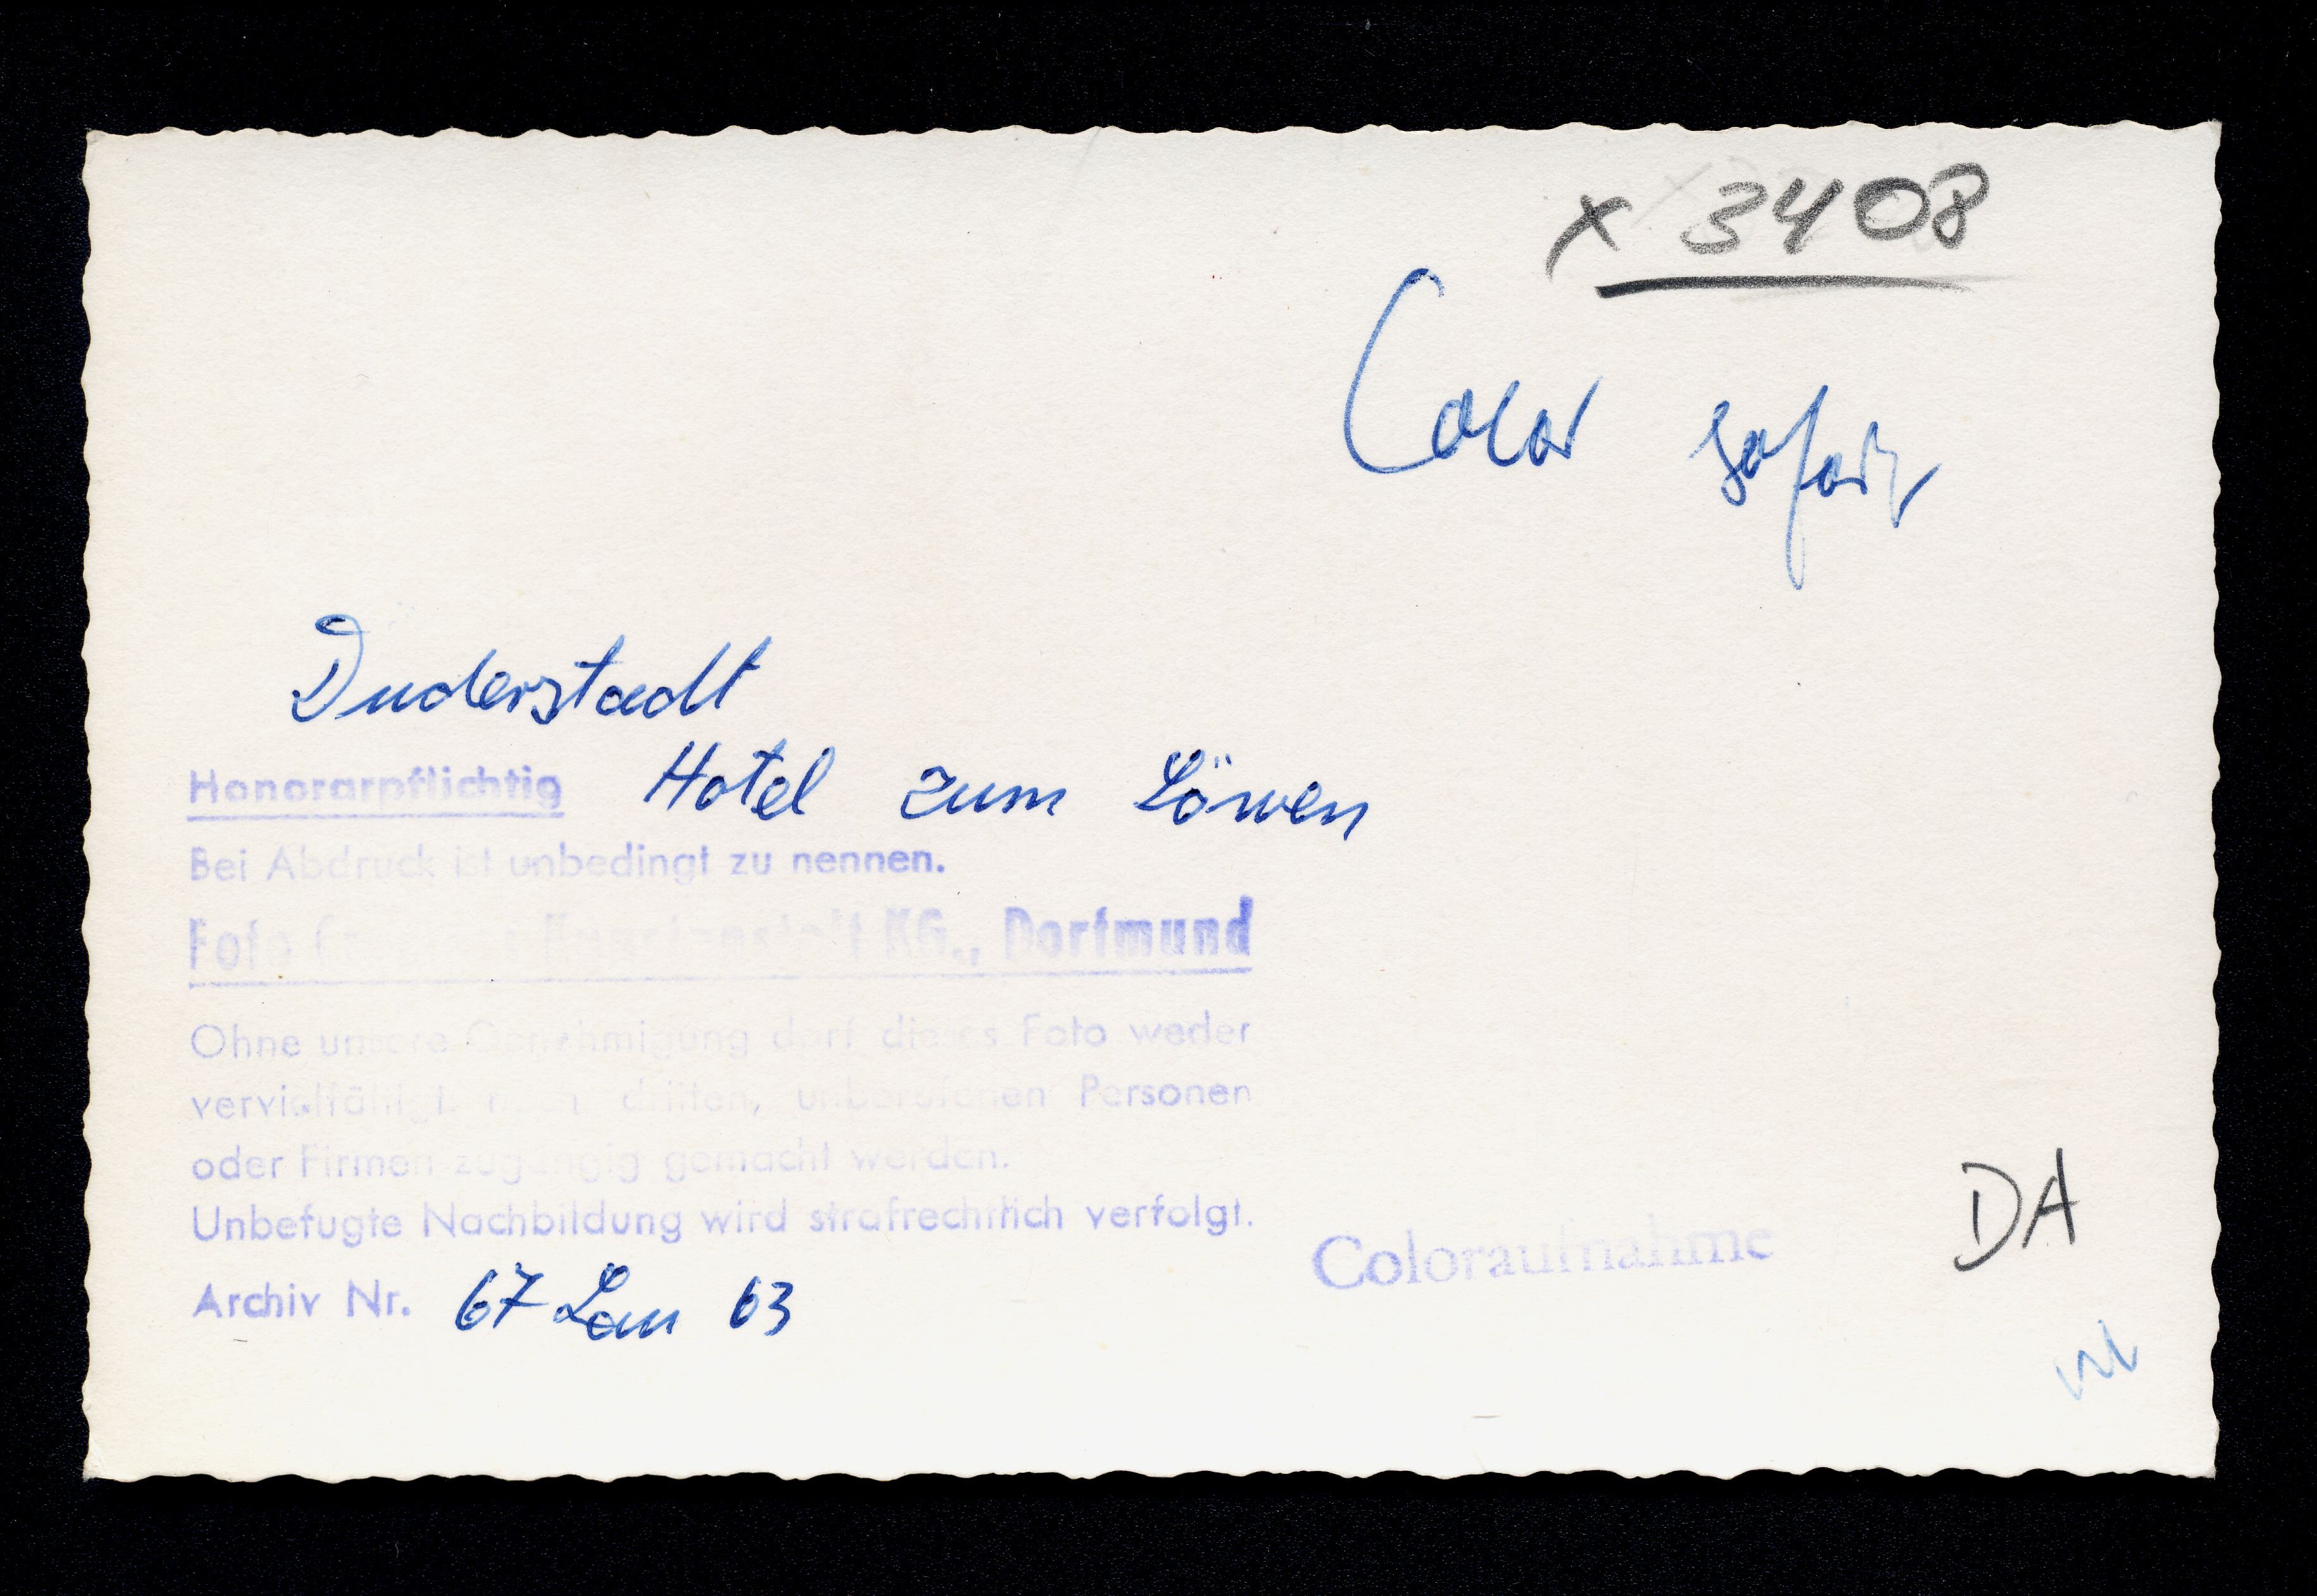 x 3408
Color sofort
Duderstadt
Hotel zum Löwen
Honorarpflichtig
Bei Abdruck ist unbedingt zu nennen.
Foto KG., Dortmund
Ohne unsere Genehmigung darf dieses Foto weder
vervielfältigt noch dritten, unberufenen Personen
oder Firmen zugängig gemacht werden.
Unbefugte Nachbildung wird strafrechtlich verfolgt.
Archiv Nr. 67 Lau 63
Coloraufnahme
DA